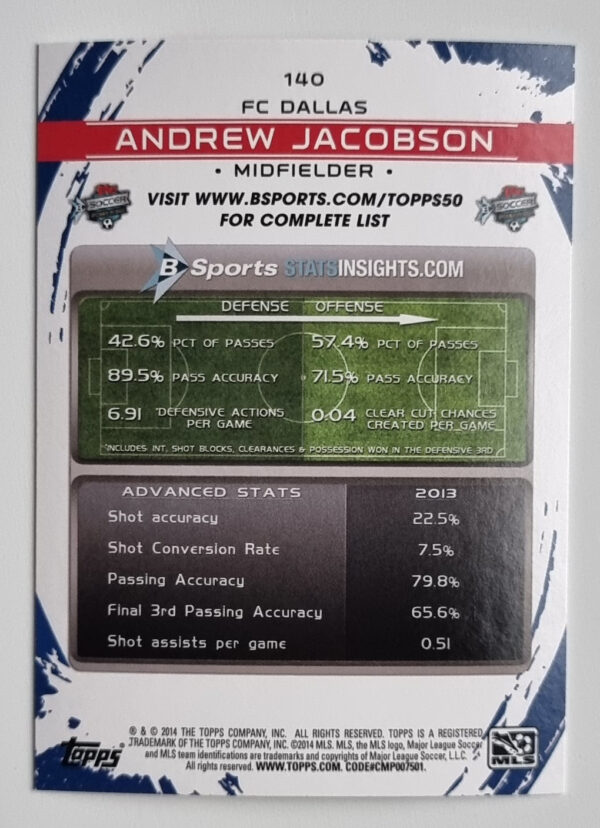 140
FC DALLAS
ANDREW JACOBSON
• MIDFIELDER •
VISIT WWW.BSPORTS.COM/TOPPS50
FOR COMPLETE LIST
SOCCER
SOCCER
B Sports STATSINSIGHTS.COM
DEFENSE OFFENSE
42.6% PCT OF PASSES 57.4% PCT OF PASSES
89.5% PASS ACCURACY 71.5% PASS ACCURACY
6.91 *DEFENSIVE ACTIONS PER GAME 0.04 CLEAR CUT CHANCES CREATED PER GAME
*INCLUDES INT, SHOT BLOCKS, CLEARANCES & POSSESSION WON IN THE DEFENSIVE 3RD
ADVANCED STATS 2013
Shot accuracy 22.5%
Shot Conversion Rate 7.5%
Passing Accuracy 79.8%
Final 3rd Passing Accuracy 65.6%
Shot assists per game 0.51
® & © 2014 THE TOPPS COMPANY, INC. ALL RIGHTS RESERVED. TOPPS IS A REGISTERED
TRADEMARK OF THE TOPPS COMPANY, INC. ©2014 MLS. MLS, the MLS logo, Major League Soccer
and MLS team identifications are trademarks and copyrights of Major League Soccer, L.L.C.
All rights reserved. WWW.TOPPS.COM. CODE#CMP007501.
topps
MLS